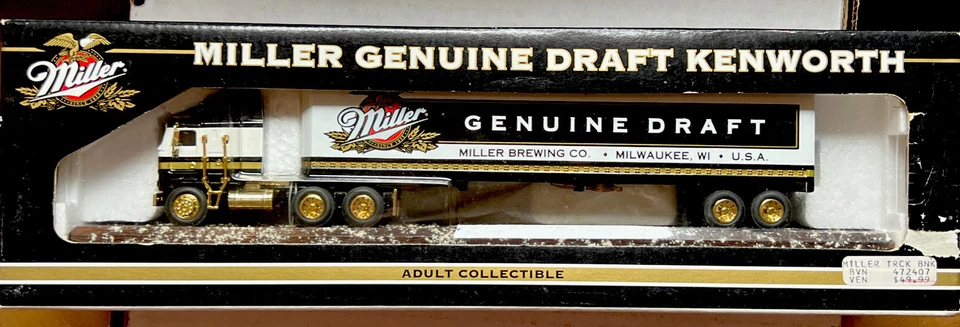 Miller
MILLER GENUINE DRAFT KENWORTH
Miller
GENUINE DRAFT
MILLER BREWING CO. • MILWAUKEE, WI • U.S.A.
ADULT COLLECTIBLE
MILLER TRCK BNK
BVN 472407
VEN $49.99